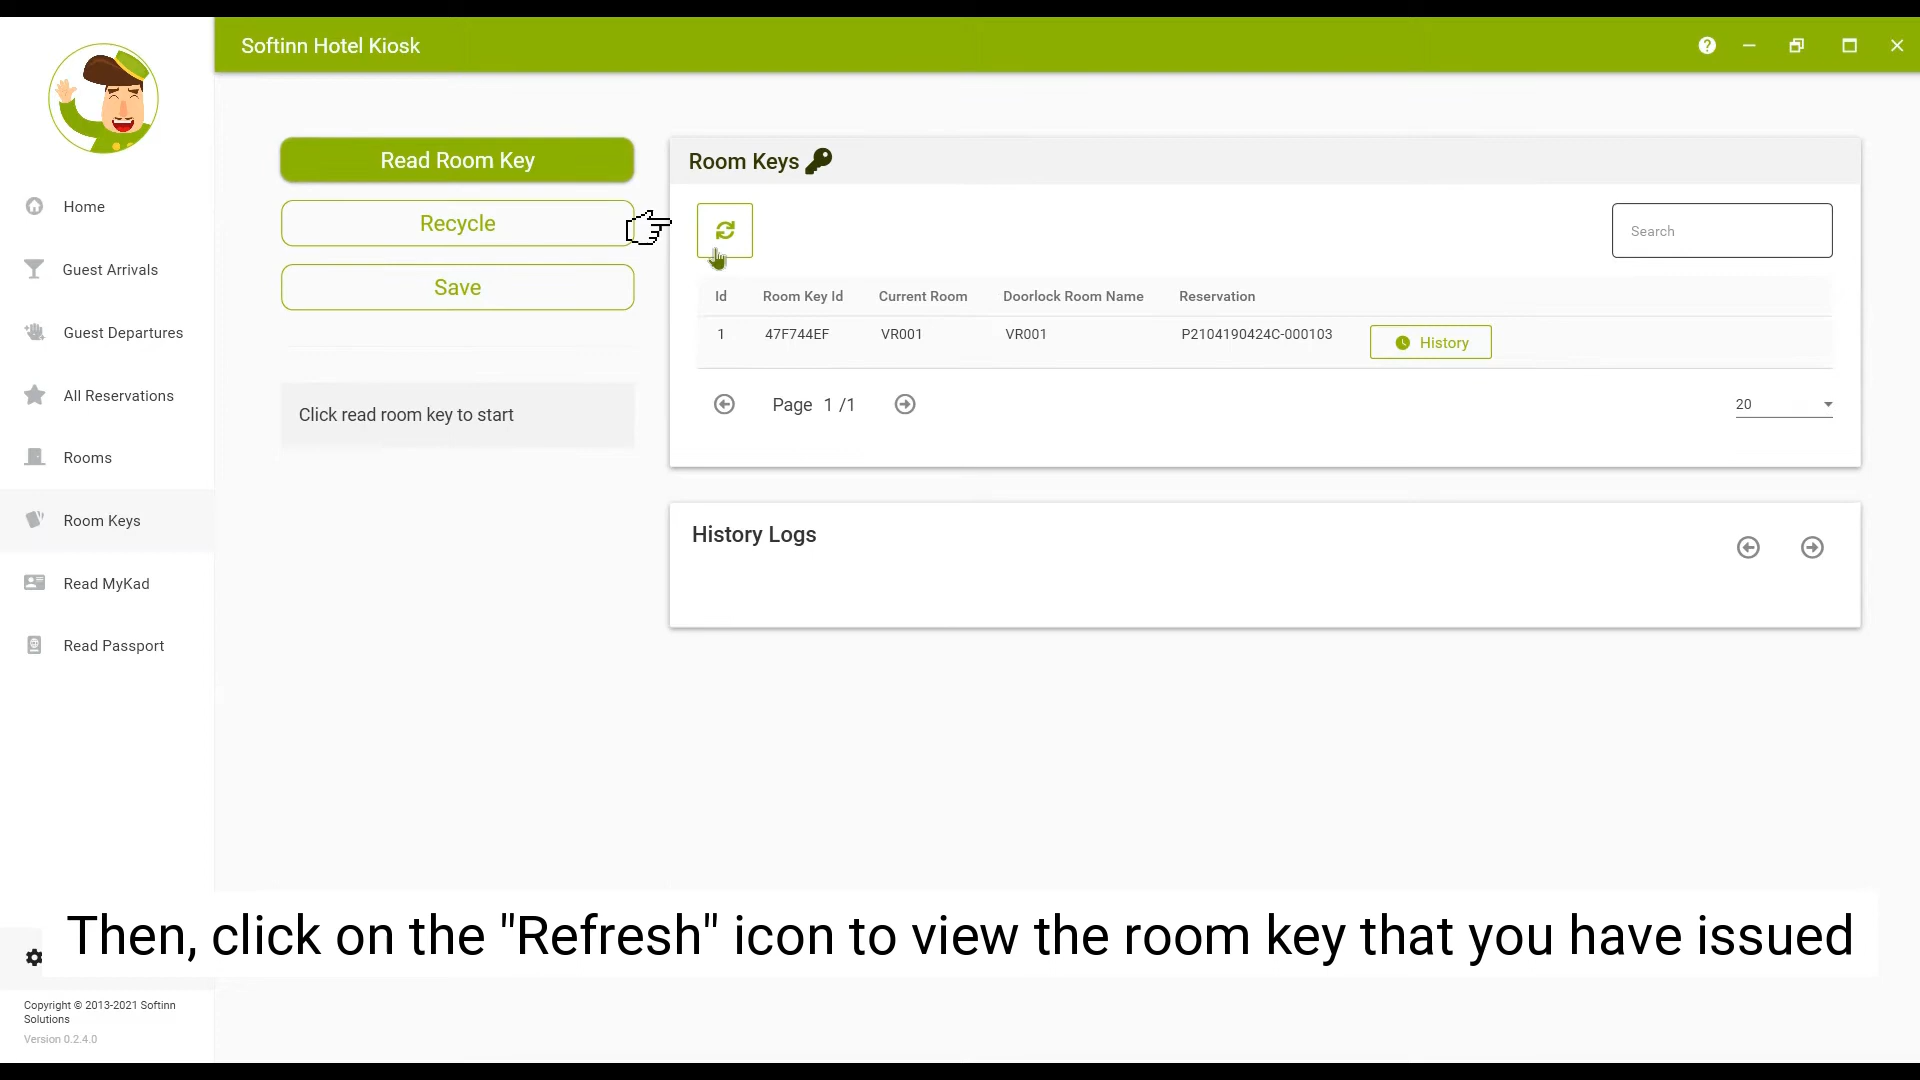 Softinn Hotel Kiosk
Home
Guest Arrivals
Guest Departures
All Reservations
Rooms
Room Keys
Read MyKad
Read Passport
Read Room Key
Recycle
Save
Click read room key to start
Room Keys
Search
Id Room Key Id Current Room Doorlock Room Name Reservation
1 47F744EF VR001 VR001 P2104190424C-000103 History
Page 1 /1
20
History Logs
Then, click on the "Refresh" icon to view the room key that you have issued
Copyright © 2013-2021 Softinn
Solutions
Version 0.2.4.0